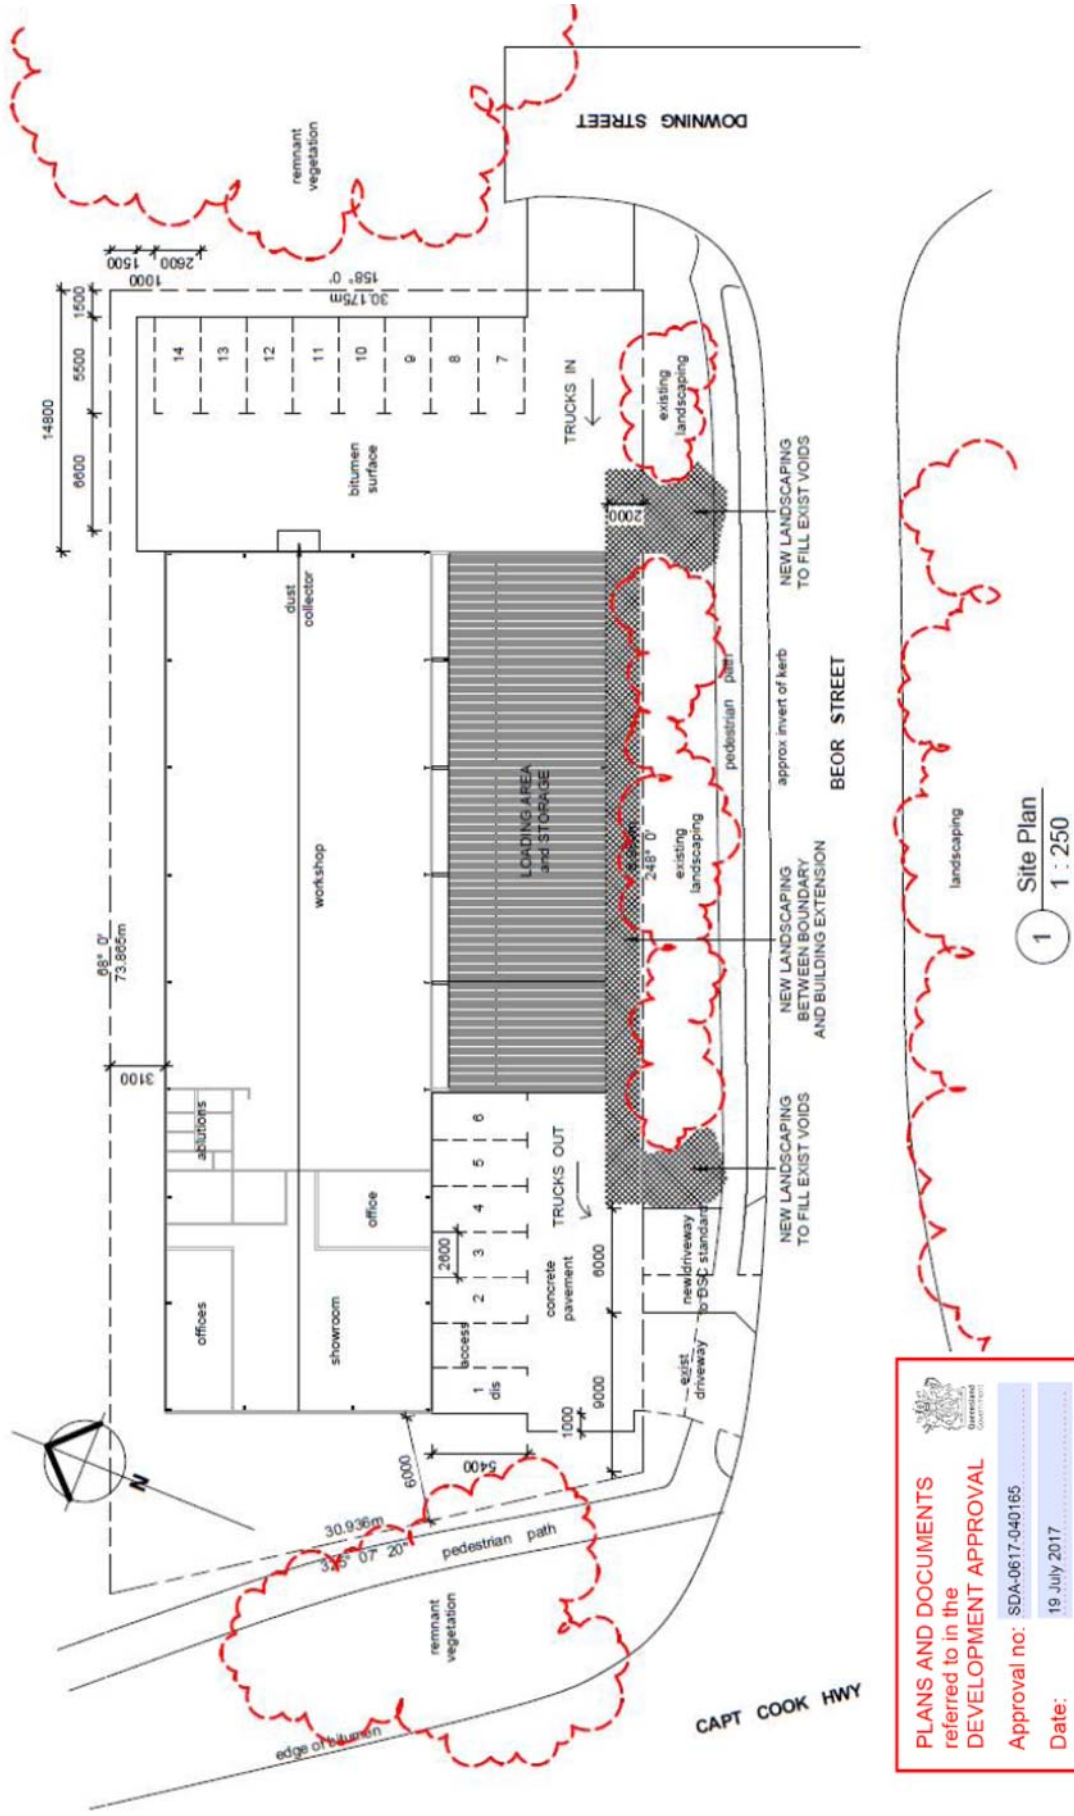 remnant
vegetation
DOWNING STREET
1500
2600
1000
158° 0'
30.175m
14800
1500
5500
6600
14
13
12
11
10
9
8
7
bitumen
surface
TRUCKS IN
existing
landscaping
2000
NEW LANDSCAPING
TO FILL EXIST VOIDS
dust
collector
workshop
LOADING AREA
and STORAGE
68° 0'
73.865m
3100
248° 0'
existing
landscaping
pedestrian path
approx invert of kerb
BEOR STREET
NEW LANDSCAPING
BETWEEN BOUNDARY
AND BUILDING EXTENSION
NEW LANDSCAPING
TO FILL EXIST VOIDS
landscaping
1
Site Plan
1 : 250
ablutions
office
offices
showroom
6
5
4
3
2
access
1
dis
2600
TRUCKS OUT
concrete
pavement
6000
9000
1000
5400
6000
new driveway
to DSC standard
exist
driveway
N
30.936m
pedestrian path
remnant
vegetation
edge of bitumen
CAPT COOK HWY
PLANS AND DOCUMENTS
referred to in the
DEVELOPMENT APPROVAL
Queensland
Government
Approval no: SDA-0617-040165
Date: 19 July 2017